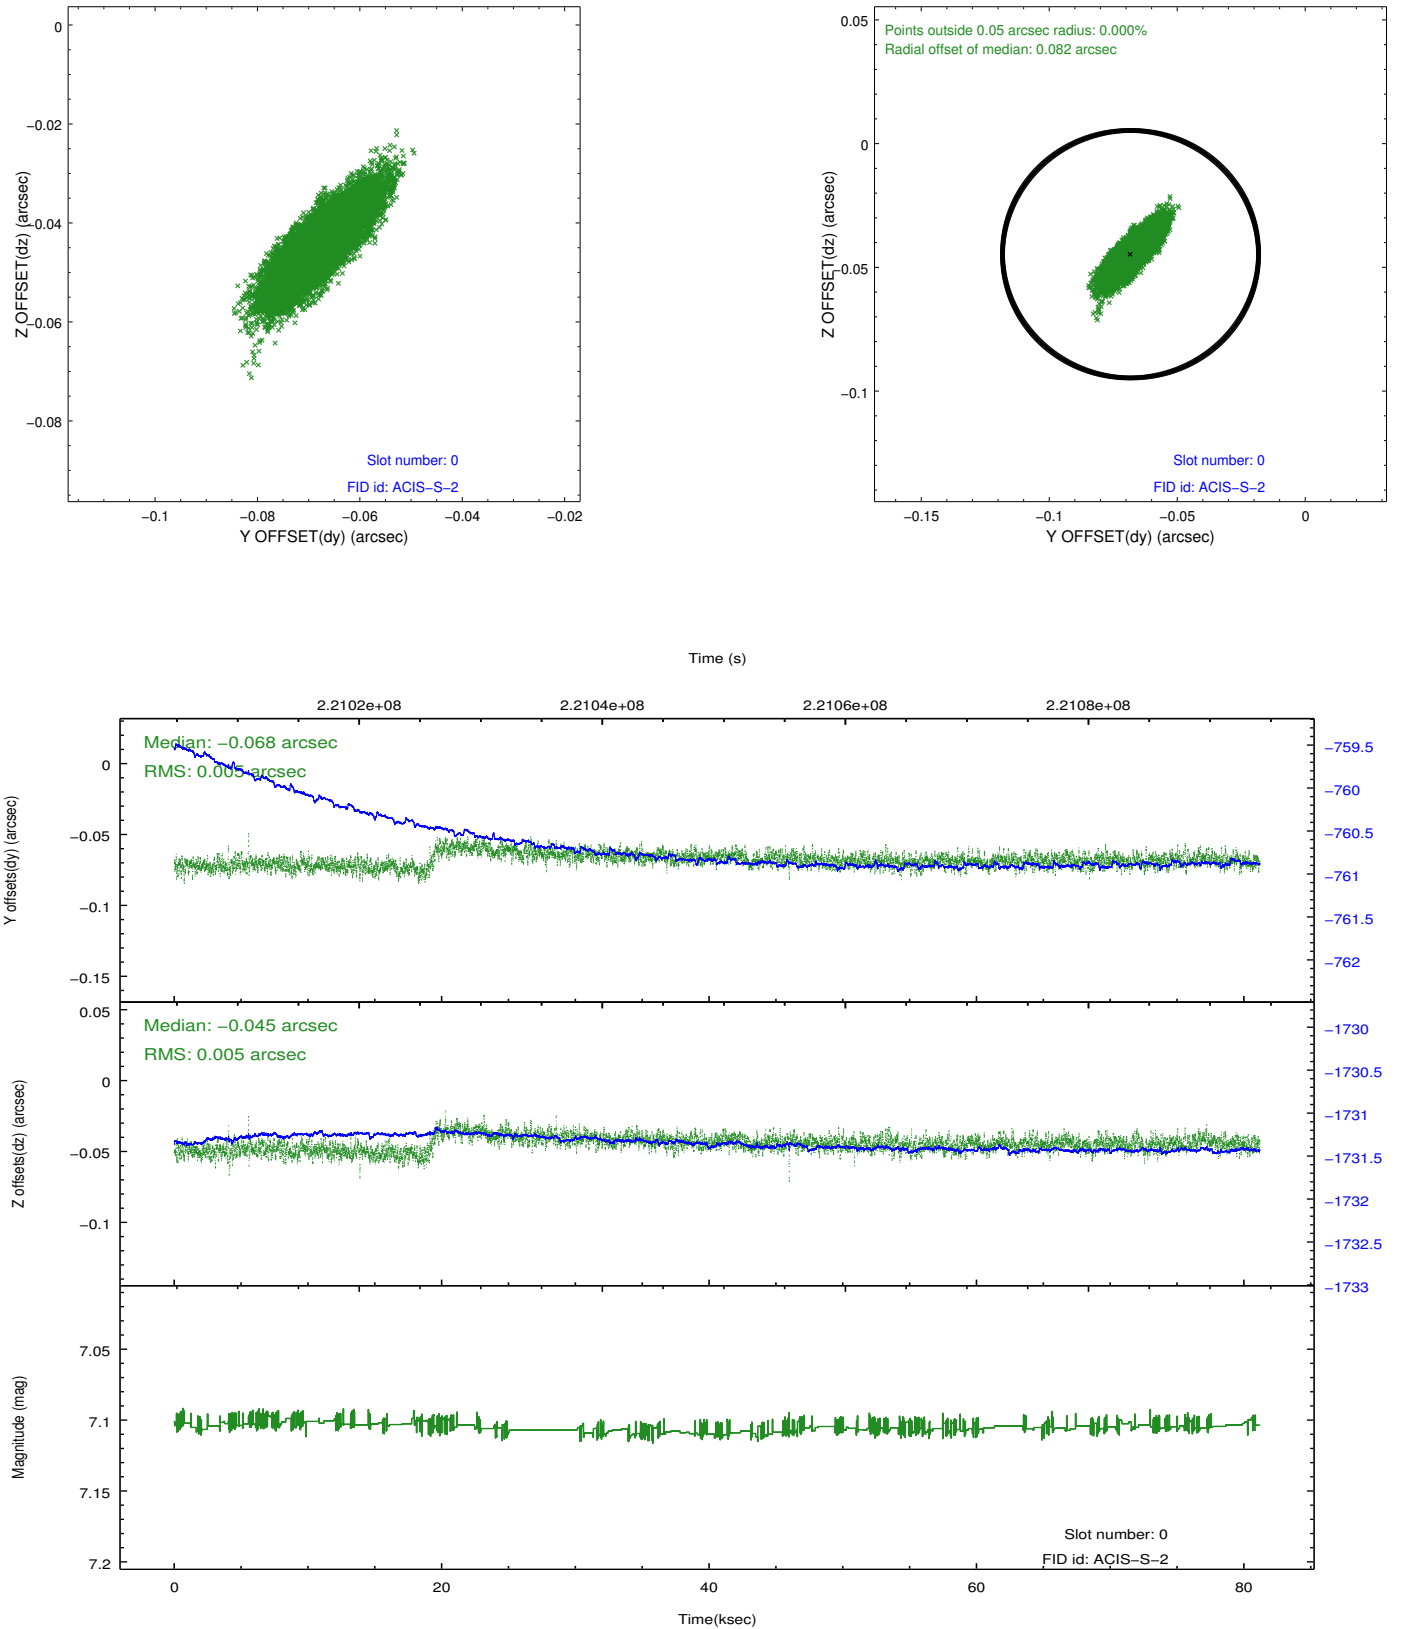 0
−0.02
−0.04
−0.06
−0.08
Z OFFSET(dz) (arcsec)
Slot number: 0
FID id: ACIS−S−2
−0.1
−0.08
−0.06
−0.04
−0.02
Y OFFSET(dy) (arcsec)
0.05
0
−0.05
−0.1
Z OFFSET(dz) (arcsec)
Points outside 0.05 arcsec radius: 0.000%
Radial offset of median: 0.082 arcsec
Slot number: 0
FID id: ACIS−S−2
−0.15
−0.1
−0.05
0
Y OFFSET(dy) (arcsec)
Time (s)
2.2102e+08
2.2104e+08
2.2106e+08
2.2108e+08
Y offsets(dy) (arcsec)
0
−0.05
−0.1
−0.15
Median: −0.068 arcsec
RMS: 0.005 arcsec
−759.5
−760
−760.5
−761
−761.5
−762
Z offsets(dz) (arcsec)
0.05
0
−0.05
−0.1
Median: −0.045 arcsec
RMS: 0.005 arcsec
−1730
−1730.5
−1731
−1731.5
−1732
−1732.5
−1733
Magnitude (mag)
7.05
7.1
7.15
7.2
Slot number: 0
FID id: ACIS−S−2
0
20
40
60
80
Time(ksec)